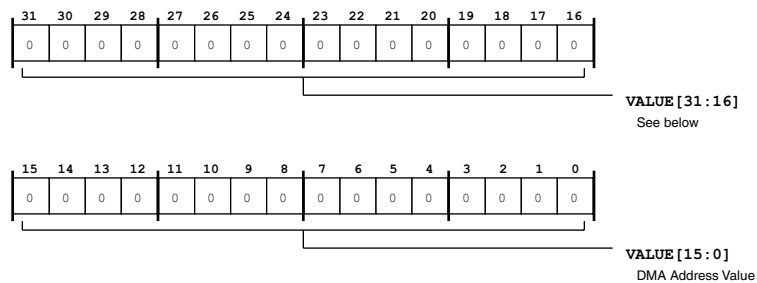 31 30 29 28 27 26 25 24 23 22 21 20 19 18 17 16
0 0 0 0 0 0 0 0 0 0 0 0 0 0 0 0
VALUE[31:16]
See below
15 14 13 12 11 10 9 8 7 6 5 4 3 2 1 0
0 0 0 0 0 0 0 0 0 0 0 0 0 0 0 0
VALUE[15:0]
DMA Address Value